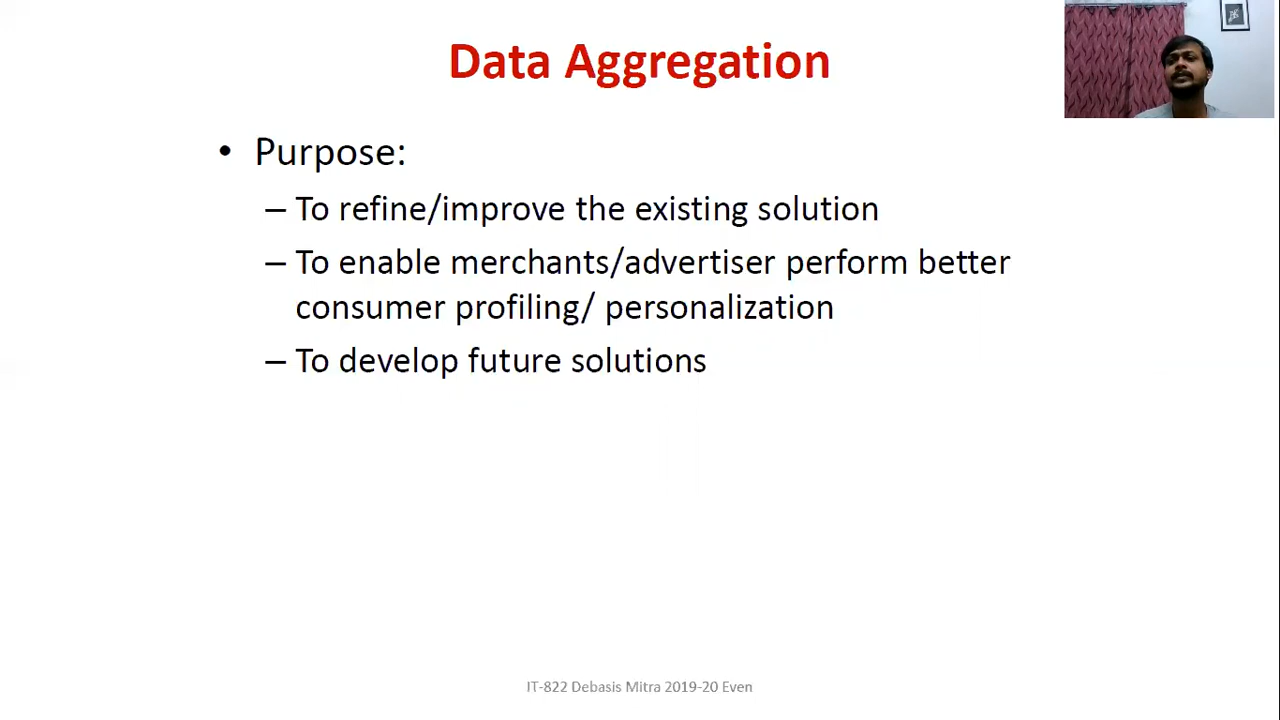 Data Aggregation
• Purpose:
– To refine/improve the existing solution
– To enable merchants/advertiser perform better
consumer profiling/ personalization
– To develop future solutions
IT-822 Debasis Mitra 2019-20 Even